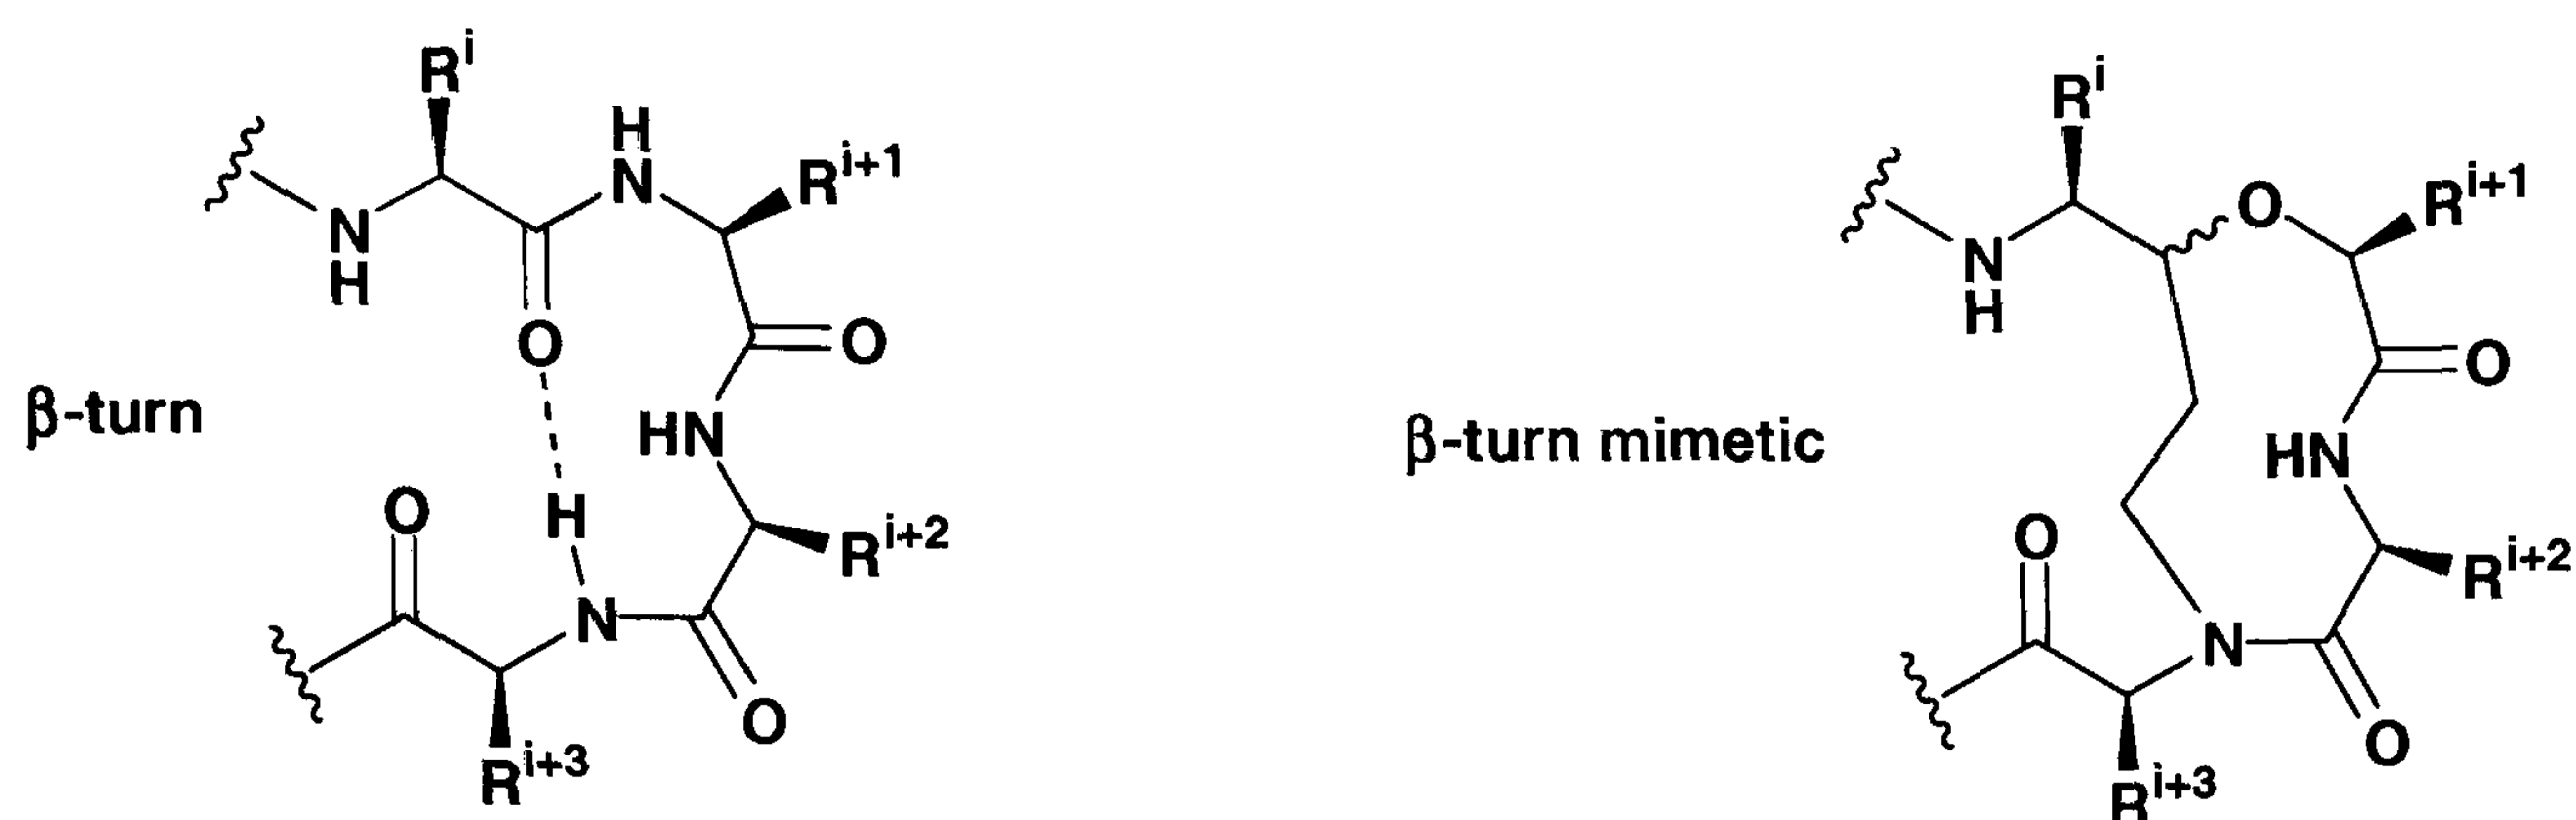 R^i
H
N
R^{i+1}
N
H
O
O
β-turn
HN
O
H
R^{i+2}
N
O
R^{i+3}
R^i
O
R^{i+1}
N
H
O
β-turn mimetic
HN
O
R^{i+2}
N
O
R^{i+3}